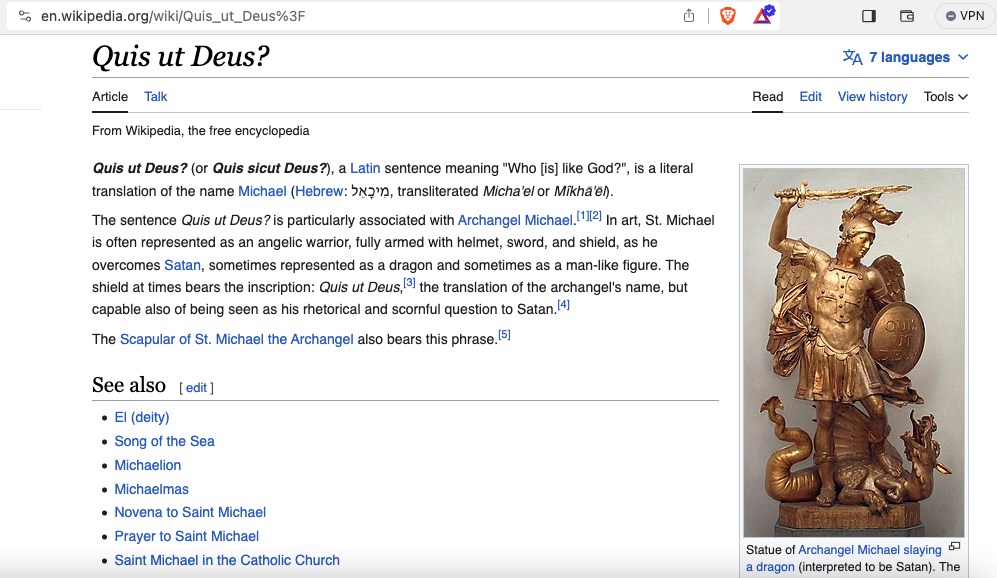 en.wikipedia.org/wiki/Quis_ut_Deus%3F
VPN
Quis ut Deus?
7 languages
Article Talk
Read Edit View history Tools
From Wikipedia, the free encyclopedia
Quis ut Deus? (or Quis sicut Deus?), a Latin sentence meaning "Who [is] like God?", is a literal
translation of the name Michael (Hebrew: מִיכָאֵל, transliterated Micha'el or Mîkhā'ēl).
The sentence Quis ut Deus? is particularly associated with Archangel Michael.[1][2] In art, St. Michael
is often represented as an angelic warrior, fully armed with helmet, sword, and shield, as he
overcomes Satan, sometimes represented as a dragon and sometimes as a man-like figure. The
shield at times bears the inscription: Quis ut Deus,[3] the translation of the archangel's name, but
capable also of being seen as his rhetorical and scornful question to Satan.[4]
The Scapular of St. Michael the Archangel also bears this phrase.[5]
See also [ edit ]
El (deity)
Song of the Sea
Michaelion
Michaelmas
Novena to Saint Michael
Prayer to Saint Michael
Saint Michael in the Catholic Church
QUIS
UT
DEUS
Statue of Archangel Michael slaying
a dragon (interpreted to be Satan). The